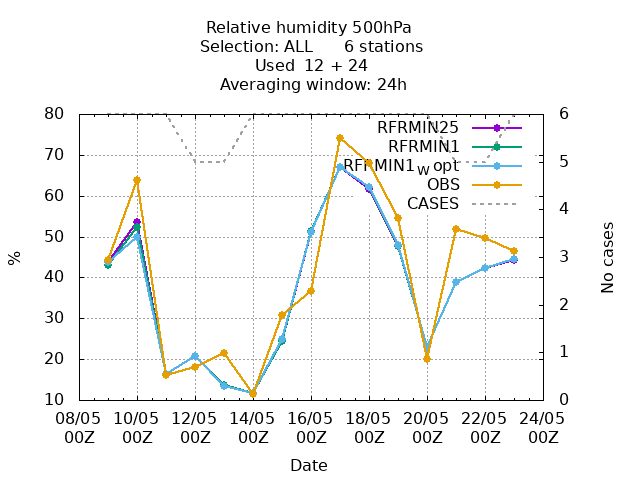 Relative humidity 500hPa
Selection: ALL 6 stations
Used 12 + 24
Averaging window: 24h
80
70
60
50
40
30
20
10
%
6
5
4
3
2
1
0
No cases
RFRMIN25
RFRMIN1
RFRMIN1w opt
OBS
CASES
08/05 10/05 12/05 14/05 16/05 18/05 20/05 22/05 24/05
00Z 00Z 00Z 00Z 00Z 00Z 00Z 00Z 00Z
Date